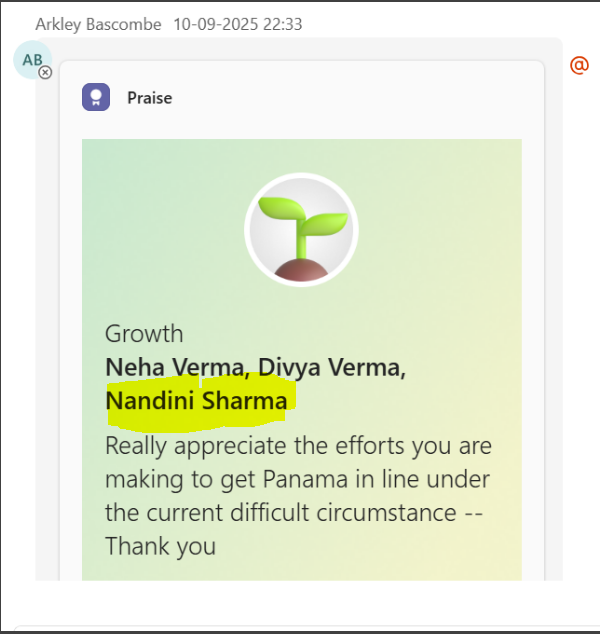 Arkley Bascombe 10-09-2025 22:33
AB
@
Praise
Growth
Neha Verma, Divya Verma,
Nandini Sharma
Really appreciate the efforts you are
making to get Panama in line under
the current difficult circumstance --
Thank you